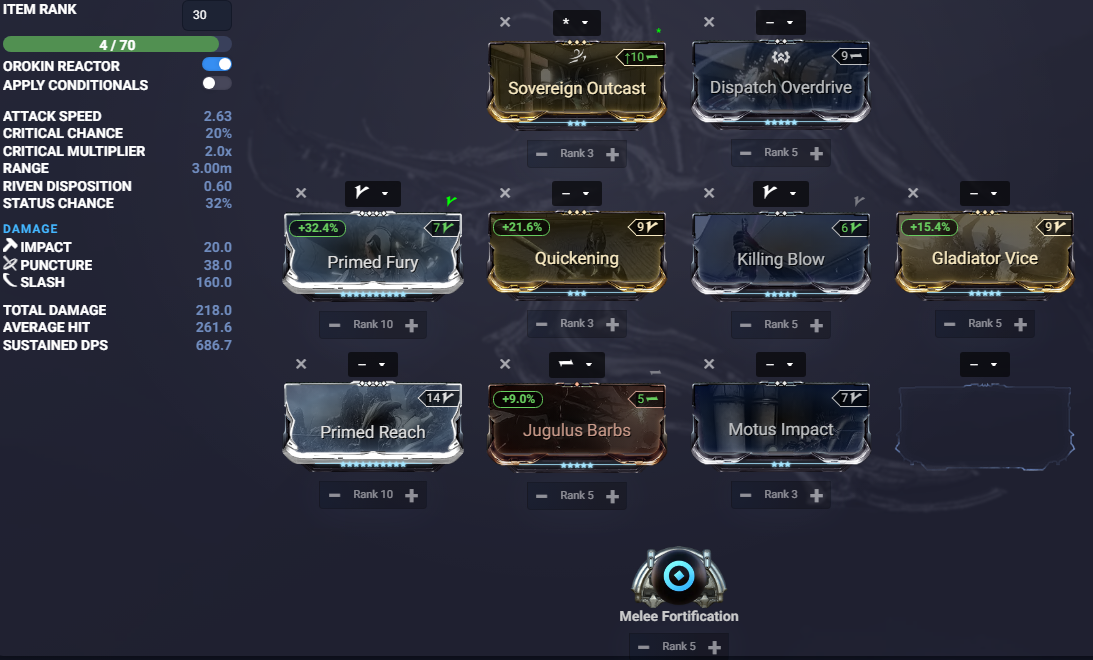 ITEM RANK 30
4 / 70
OROKIN REACTOR
APPLY CONDITIONALS
ATTACK SPEED 2.63
CRITICAL CHANCE 20%
CRITICAL MULTIPLIER 2.0x
RANGE 3.00m
RIVEN DISPOSITION 0.60
STATUS CHANCE 32%
DAMAGE
IMPACT 20.0
PUNCTURE 38.0
SLASH 160.0
TOTAL DAMAGE 218.0
AVERAGE HIT 261.6
SUSTAINED DPS 686.7
↑10 9
Sovereign Outcast Dispatch Overdrive
Rank 3 Rank 5
+32.4% 7 +21.6% 9 6 +15.4% 9
Primed Fury Quickening Killing Blow Gladiator Vice
Rank 10 Rank 3 Rank 5 Rank 5
14 +9.0% 5 7
Primed Reach Jugulus Barbs Motus Impact
Rank 10 Rank 5 Rank 3
Melee Fortification
Rank 5